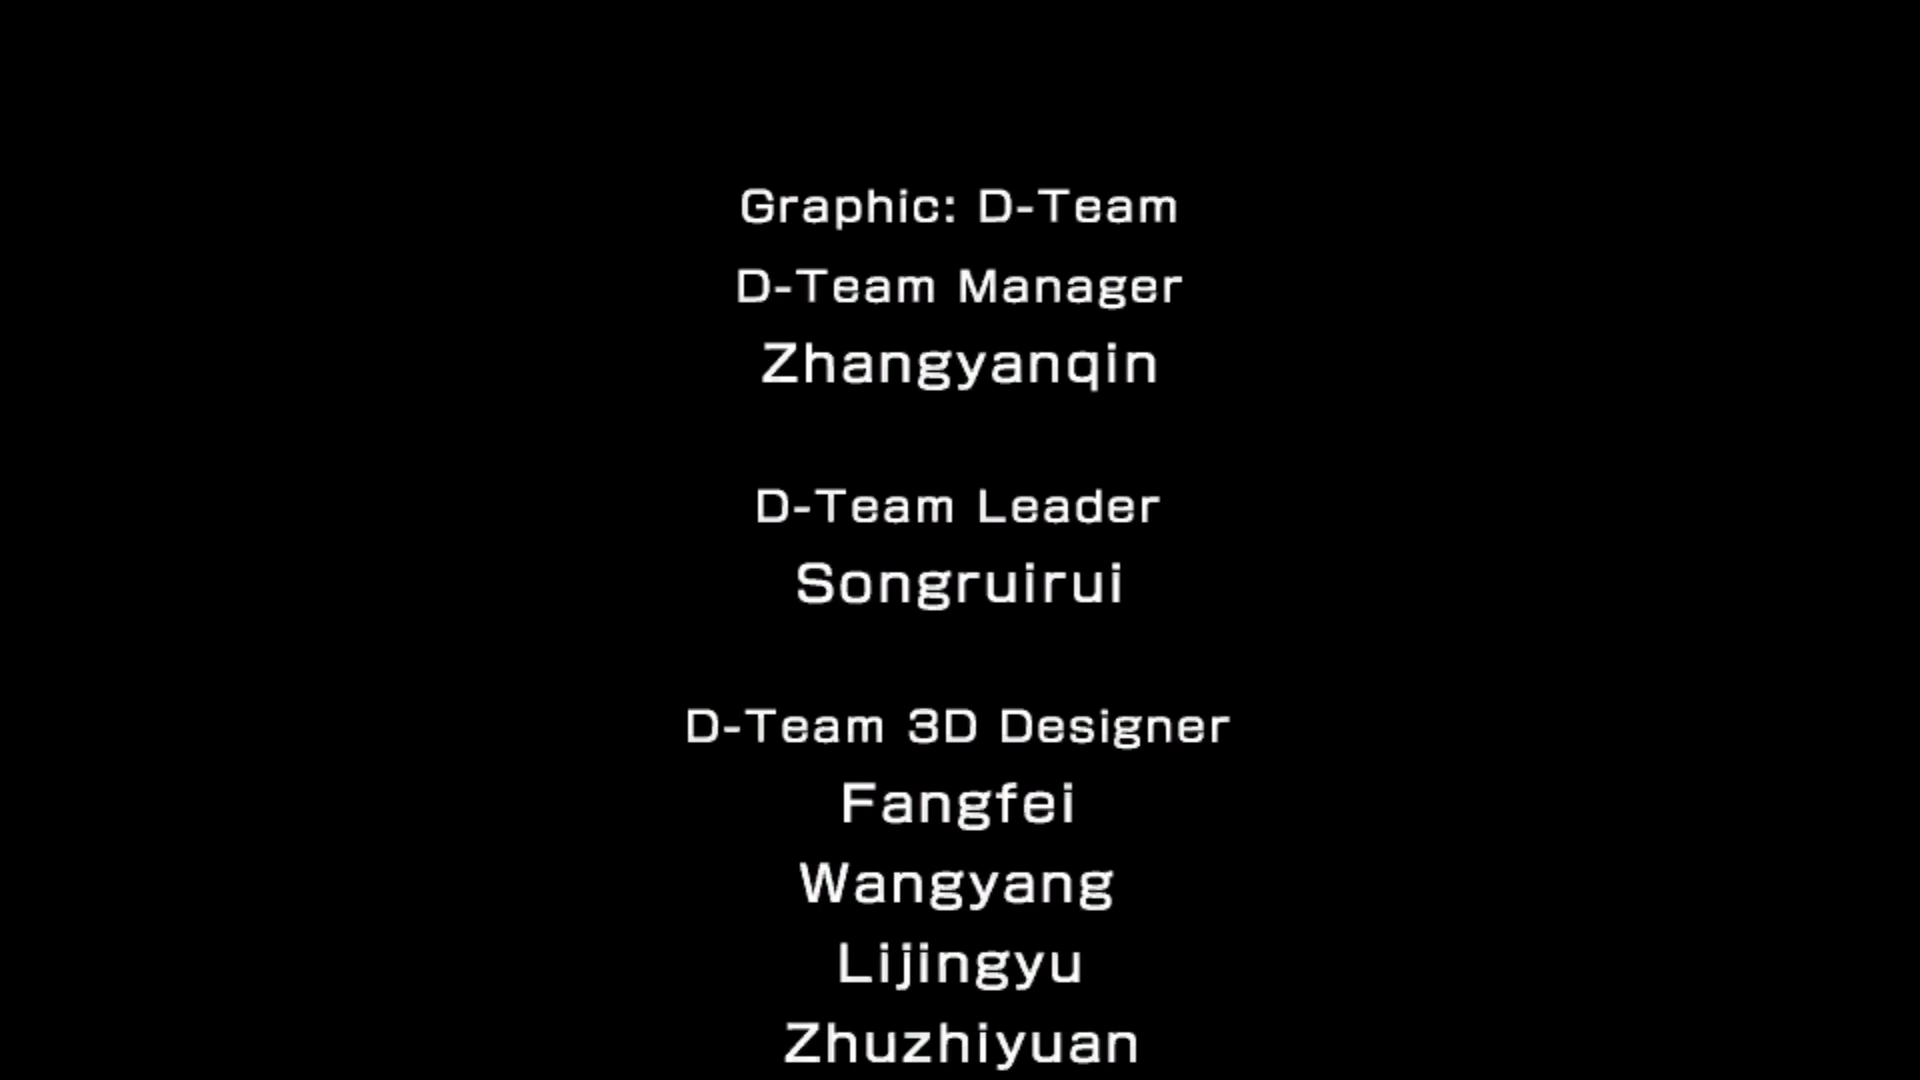 Graphic: D-Team
D-Team Manager
Zhangyanqin
D-Team Leader
Songruirui
D-Team 3D Designer
Fangfei
Wangyang
Lijingyu
Zhuzhiyuan